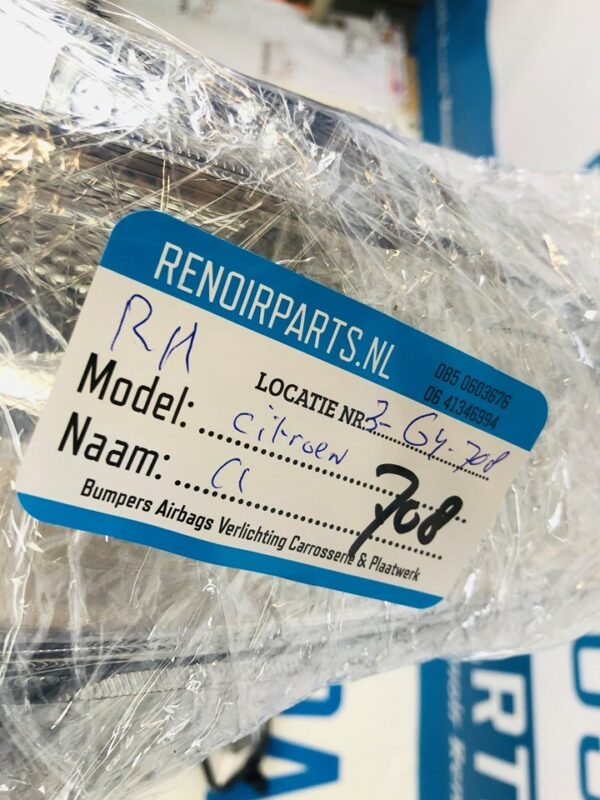 RENOIRPARTS.NL
085 0603676
06 41346994
RH
LOCATIE NR. 3-G4-708
Model: citroen
Naam: C1
708
Bumpers Airbags Verlichting Carrosserie & Plaatwerk